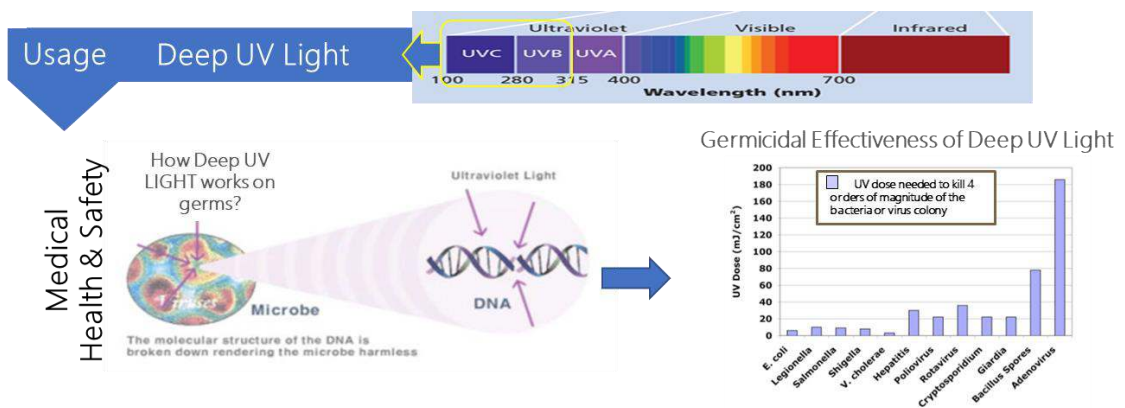 Usage Deep UV Light
Ultraviolet Visible Infrared
UVC UVB UVA
100 280 315 400 700
Wavelength (nm)
Medical
Health & Safety
How Deep UV
LIGHT works on
germs?
Viruses
Microbe
The molecular structure of the DNA is
broken down rendering the microbe harmless
Ultraviolet Light
DNA
Germicidal Effectiveness of Deep UV Light
UV dose needed to kill 4
orders of magnitude of the
bacteria or virus colony
UV Dose (mJ/cm²)
200
180
160
140
120
100
80
60
40
20
0
E. coli
Legionella
Salmonella
Shigella
V. cholerae
Hepatitis
Poliovirus
Rotavirus
Cryptosporidium
Giardia
Bacillus Spores
Adenovirus